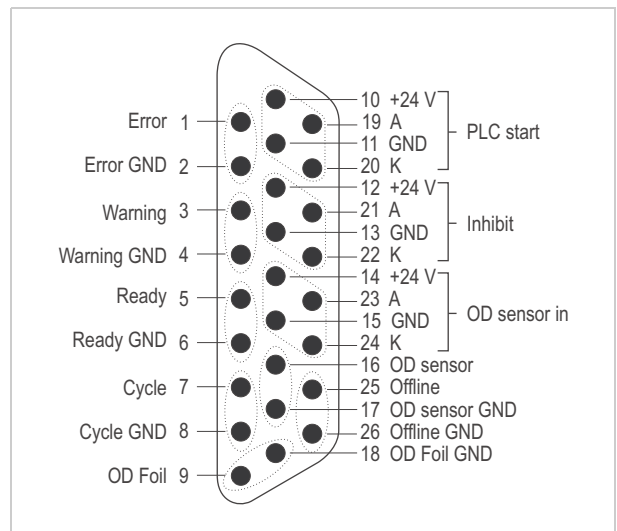 Error 1
Error GND 2
Warning 3
Warning GND 4
Ready 5
Ready GND 6
Cycle 7
Cycle GND 8
OD Foil 9
10 +24 V
19 A
11 GND
20 K
PLC start
12 +24 V
21 A
13 GND
22 K
Inhibit
14 +24 V
23 A
15 GND
24 K
OD sensor in
16 OD sensor
25 Offline
17 OD sensor GND
26 Offline GND
18 OD Foil GND